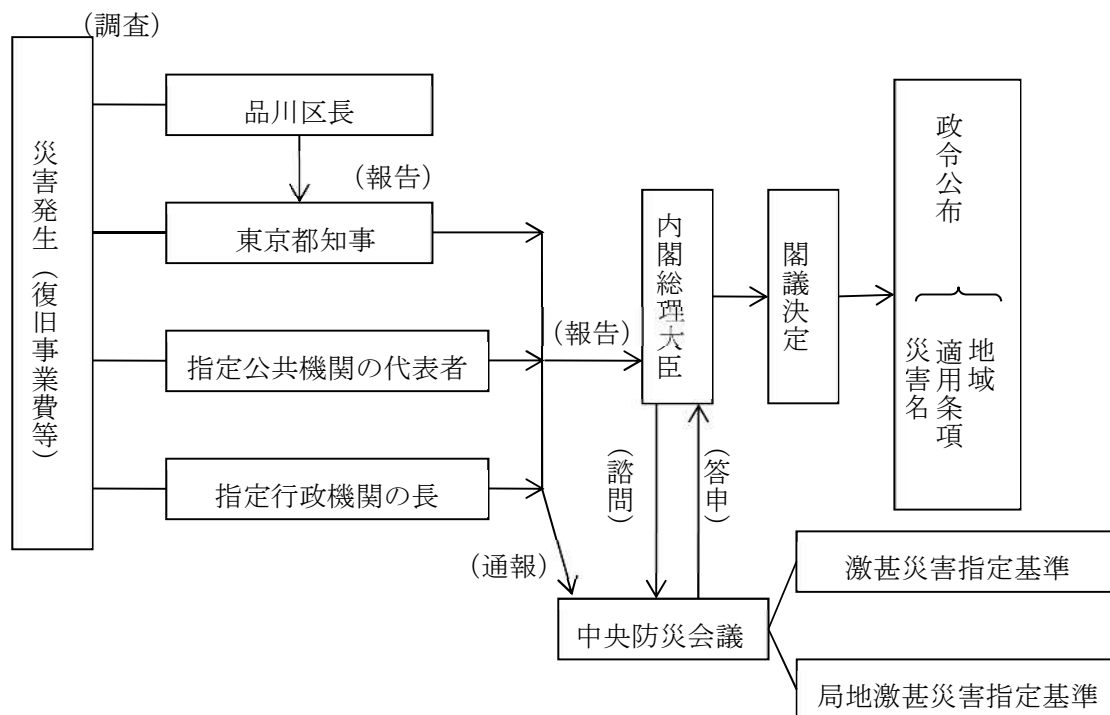 （調査）
災害発生（復旧事業費等）
品川区長
（報告）
東京都知事
指定公共機関の代表者
指定行政機関の長
（報告）
（通報）
内閣総理大臣
閣議決定
政令公布
地域
適用条項
災害名
（諮問）
（答申）
中央防災会議
激甚災害指定基準
局地激甚災害指定基準